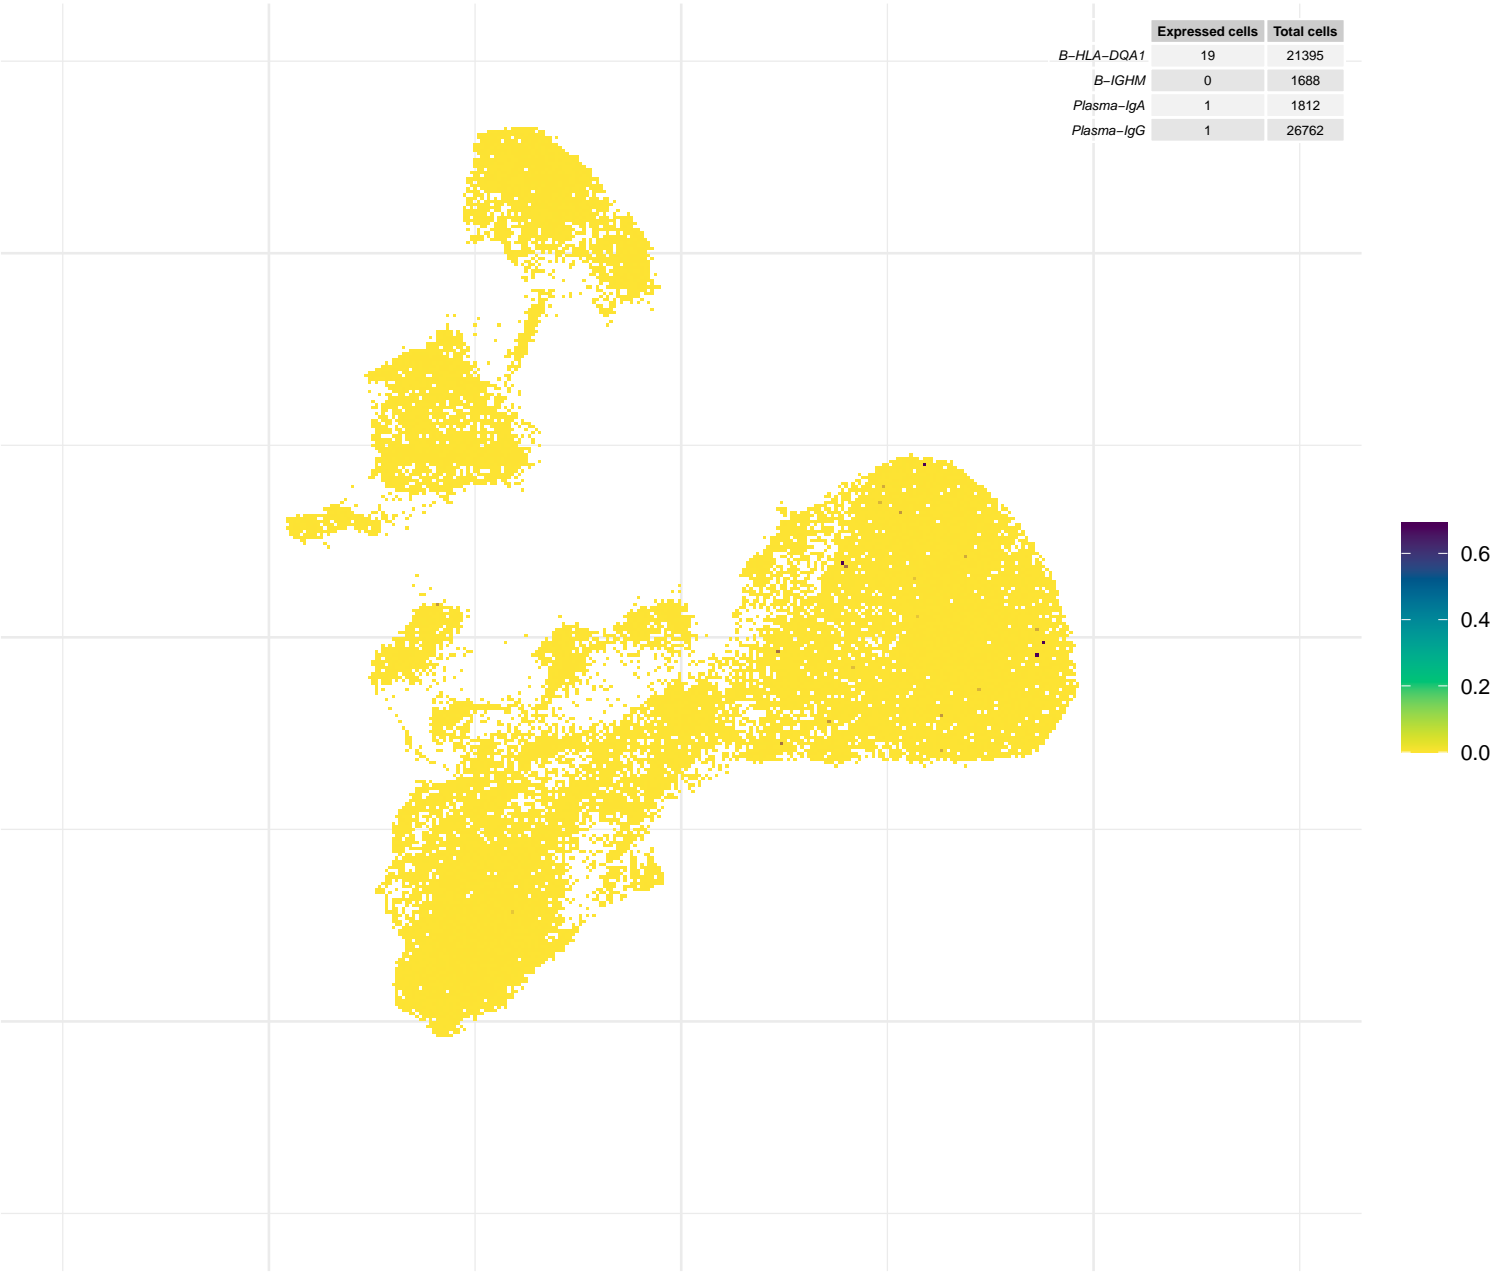 Expressed cells Total cells
B−HLA−DQA1 19 21395
B−IGHM 0 1688
Plasma−IgA 1 1812
Plasma−IgG 1 26762
0.6
0.4
0.2
0.0